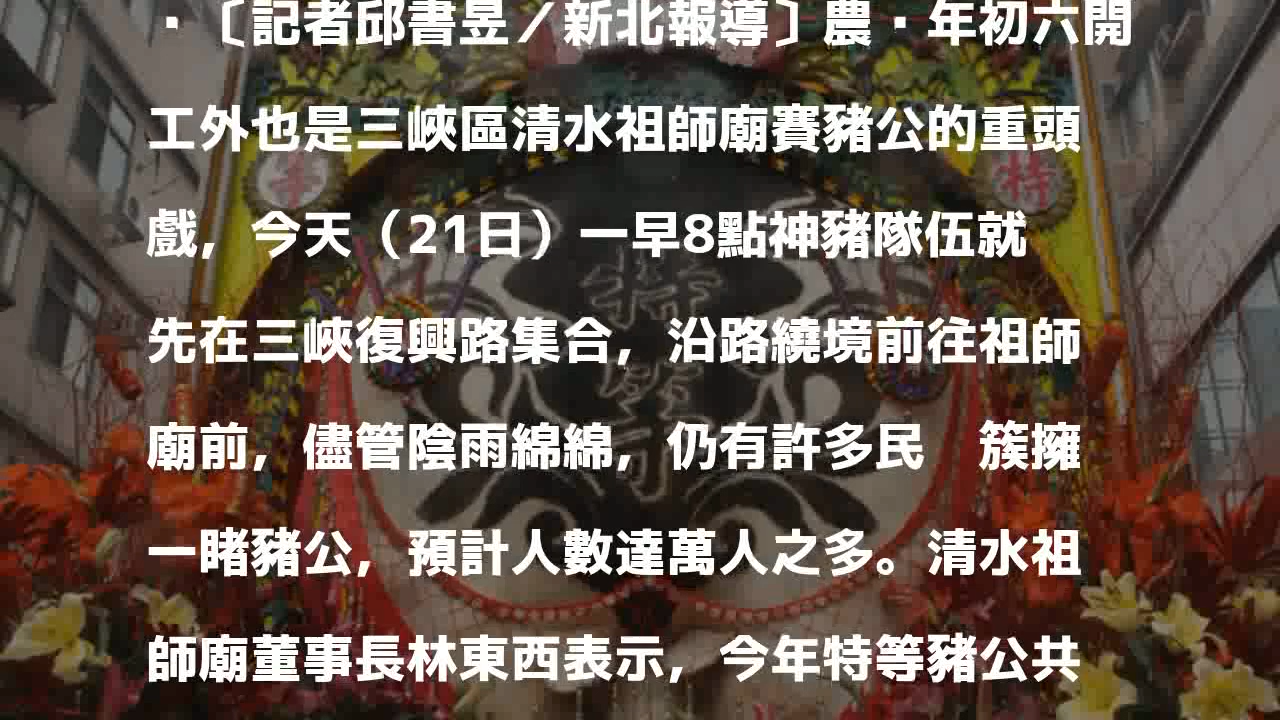 ·〔記者邱書昱／新北報導〕農·年初六開
工外也是三峽區清水祖師廟賽豬公的重頭
戲，今天（21日）一早8點神豬隊伍就
先在三峽復興路集合，沿路繞境前往祖師
廟前，儘管陰雨綿綿，仍有許多民　簇擁
一睹豬公，預計人數達萬人之多。清水祖
師廟董事長林東西表示，今年特等豬公共
特
特等